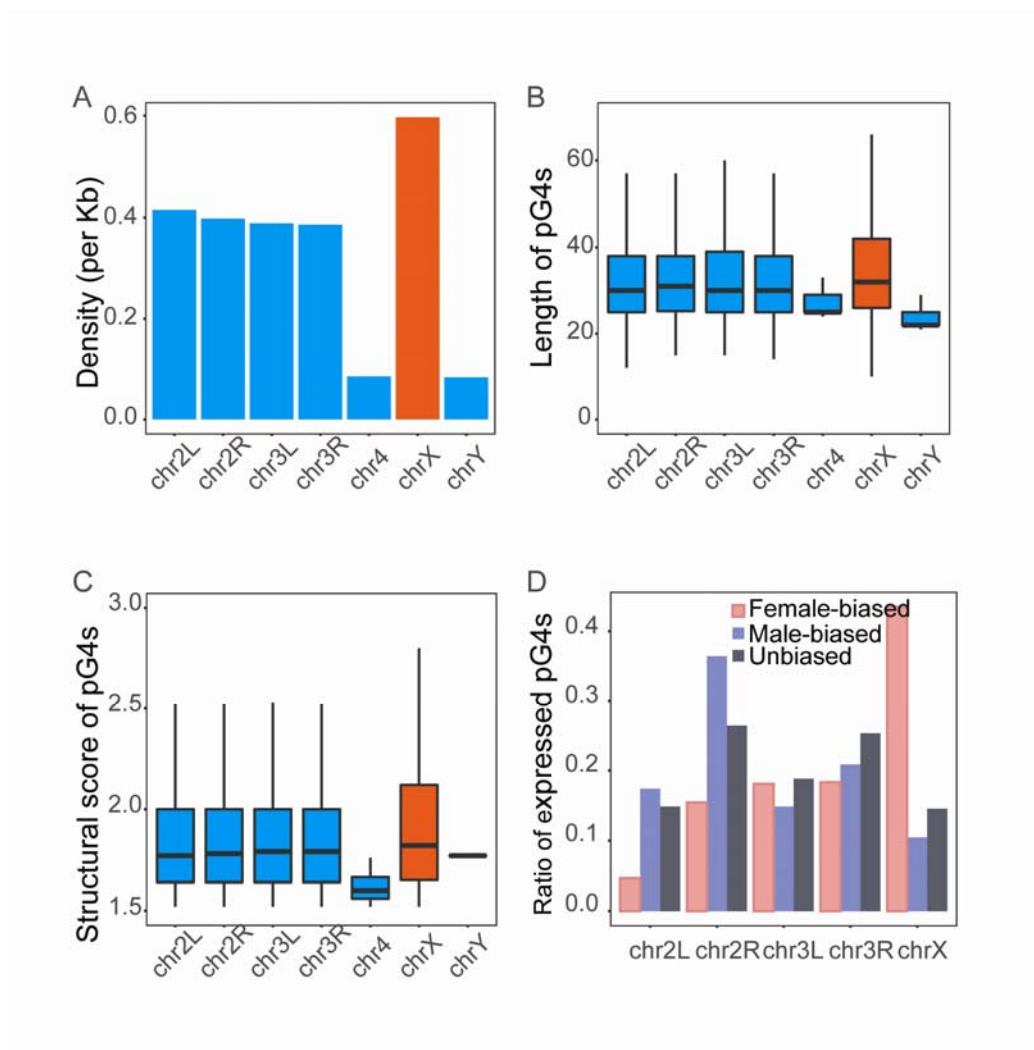 A
Density (per Kb)
0.6
0.4
0.2
0.0
chr2L chr2R chr3L chr3R chr4 chrX chrY
B
Length of pG4s
60
40
20
0
chr2L chr2R chr3L chr3R chr4 chrX chrY
C
Structural score of pG4s
3.0
2.5
2.0
1.5
chr2L chr2R chr3L chr3R chr4 chrX chrY
D
Ratio of expressed pG4s
0.4
0.3
0.2
0.1
0.0
Female-biased
Male-biased
Unbiased
chr2L chr2R chr3L chr3R chrX